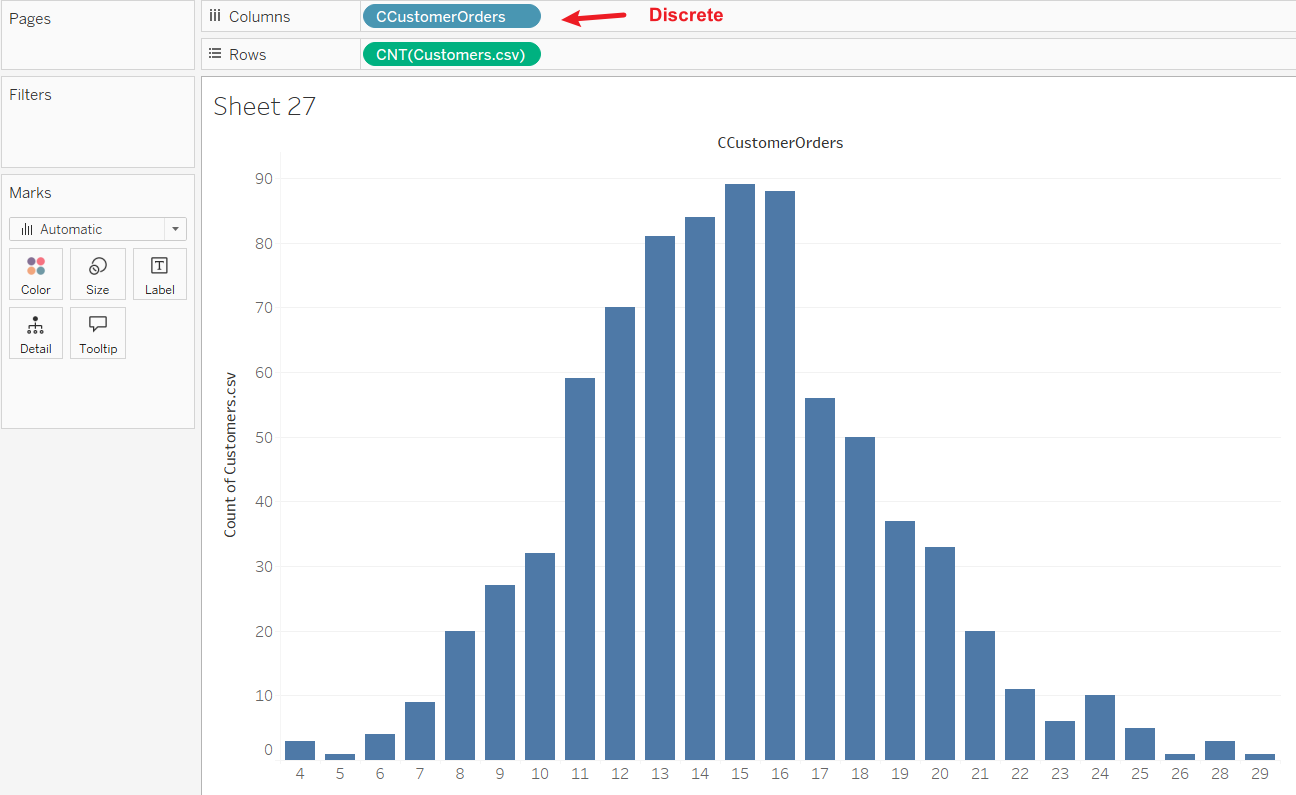 Pages
Columns
CCustomerOrders
Discrete
Rows
CNT(Customers.csv)
Filters
Marks
Automatic
Color
Size
Label
Detail
Tooltip
Sheet 27
CCustomerOrders
Count of Customers.csv
90
80
70
60
50
40
30
20
10
0
4 5 6 7 8 9 10 11 12 13 14 15 16 17 18 19 20 21 22 23 24 25 26 28 29